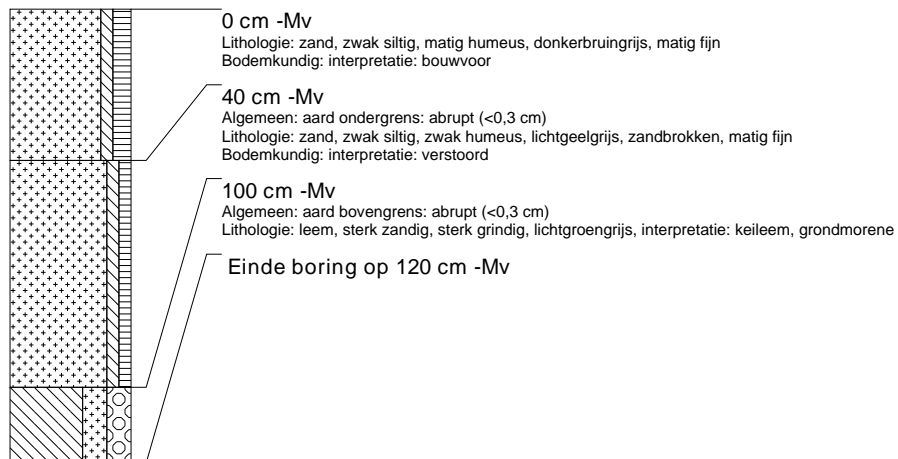 0 cm -Mv
Lithologie: zand, zwak siltig, matig humeus, donkerbruingrijs, matig fijn
Bodemkundig: interpretatie: bouwvoor
40 cm -Mv
Algemeen: aard ondergrens: abrupt (<0,3 cm)
Lithologie: zand, zwak siltig, zwak humeus, lichtgeelgrijs, zandbrokken, matig fijn
Bodemkundig: interpretatie: verstoord
100 cm -Mv
Algemeen: aard bovengrens: abrupt (<0,3 cm)
Lithologie: leem, sterk zandig, sterk grindig, lichtgroengrijs, interpretatie: keileem, grondmorene
Einde boring op 120 cm -Mv